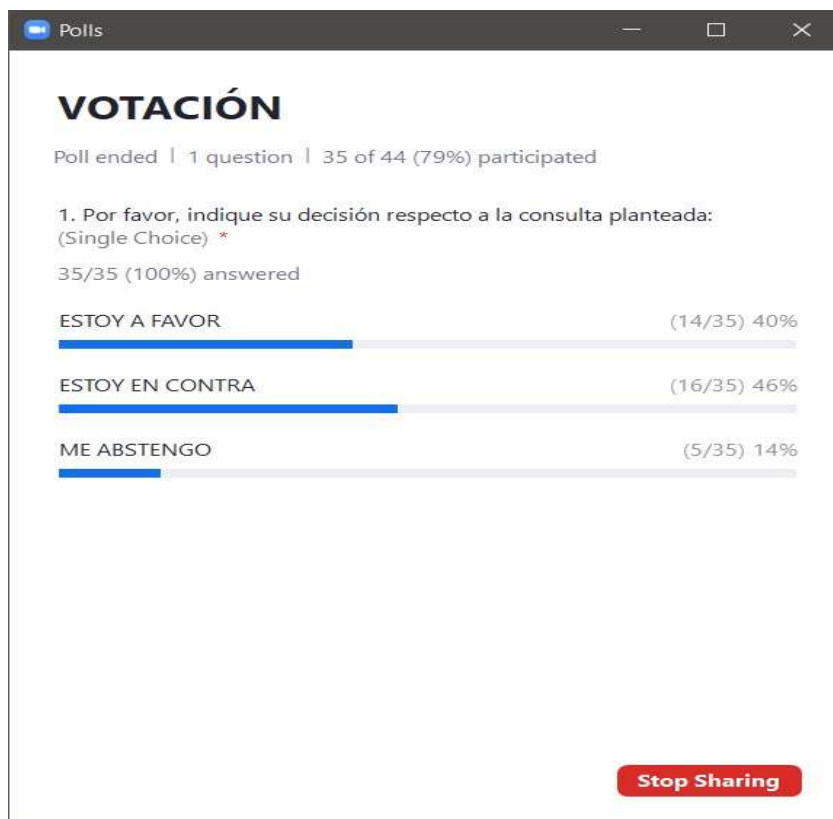 Polls
VOTACIÓN
Poll ended | 1 question | 35 of 44 (79%) participated
1. Por favor, indique su decisión respecto a la consulta planteada:
(Single Choice) *
35/35 (100%) answered
ESTOY A FAVOR (14/35) 40%
ESTOY EN CONTRA (16/35) 46%
ME ABSTENGO (5/35) 14%
Stop Sharing